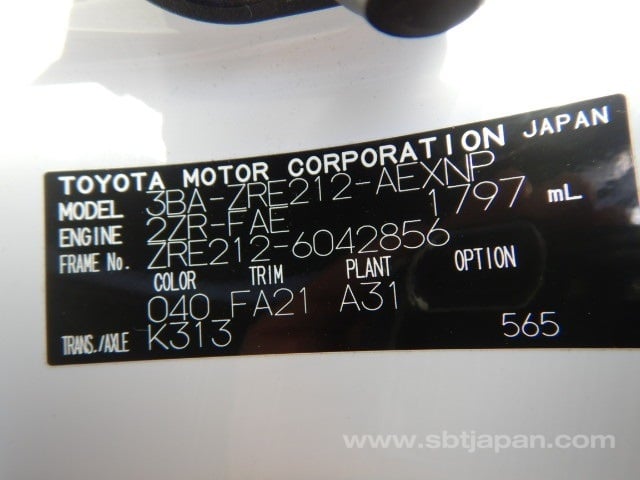 TOYOTA MOTOR CORPORATION JAPAN
MODEL 3BA-ZRE212-AEXNP
ENGINE 2ZR-FAE 1797 mL
FRAME No. ZRE212-6042856
COLOR TRIM PLANT OPTION
040 FA21 A31
TRANS./AXLE K313 565
www.sbtjapan.com